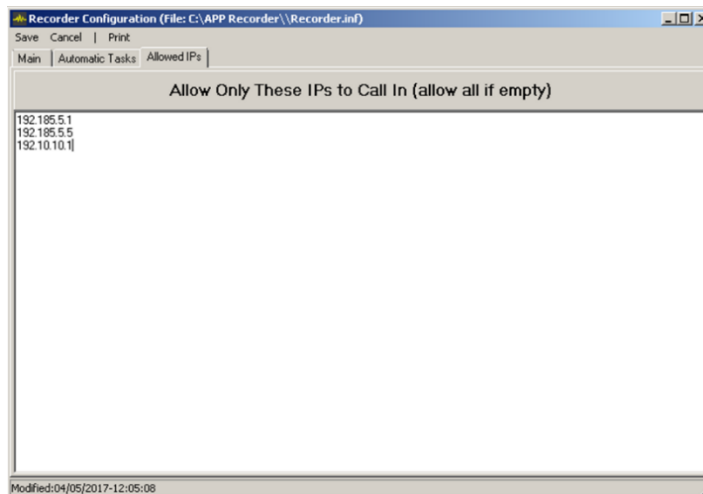 Recorder Configuration (File: C:\APP Recorder\\Recorder.inf)
Save Cancel | Print
Main Automatic Tasks Allowed IPs
Allow Only These IPs to Call In (allow all if empty)
192.185.5.1
192.185.5.5
192.10.10.1
Modified:04/05/2017-12:05:08